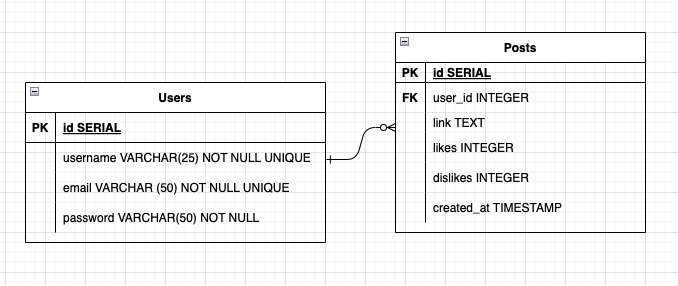 Users
PK id SERIAL
username VARCHAR(25) NOT NULL UNIQUE
email VARCHAR (50) NOT NULL UNIQUE
password VARCHAR(50) NOT NULL
Posts
PK id SERIAL
FK user_id INTEGER
link TEXT
likes INTEGER
dislikes INTEGER
created_at TIMESTAMP